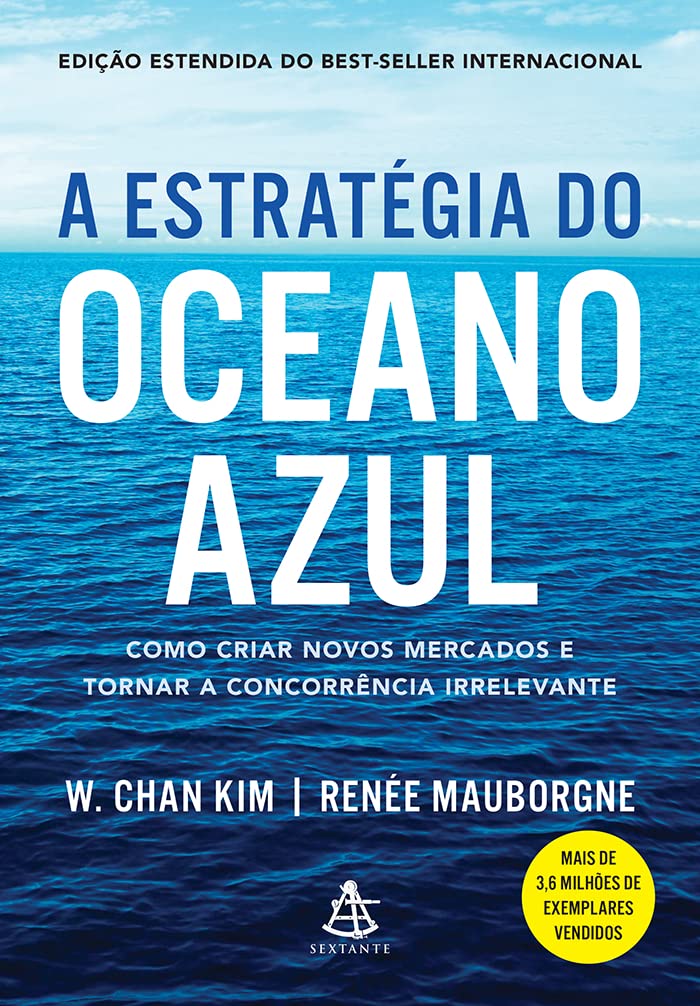 EDIÇÃO ESTENDIDA DO BEST-SELLER INTERNACIONAL
A ESTRATÉGIA DO
OCEANO
AZUL
COMO CRIAR NOVOS MERCADOS E
TORNAR A CONCORRÊNCIA IRRELEVANTE
W. CHAN KIM | RENÉE MAUBORGNE
MAIS DE
3,6 MILHÕES DE
EXEMPLARES
VENDIDOS
SEXTANTE